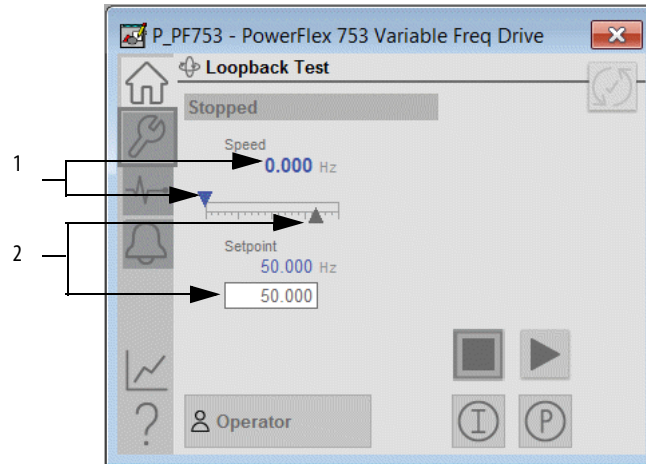 P_PF753 - PowerFlex 753 Variable Freq Drive
Loopback Test
Stopped
Speed
1
0.000 Hz
2
Setpoint
50.000 Hz
50.000
Operator
I
P
?